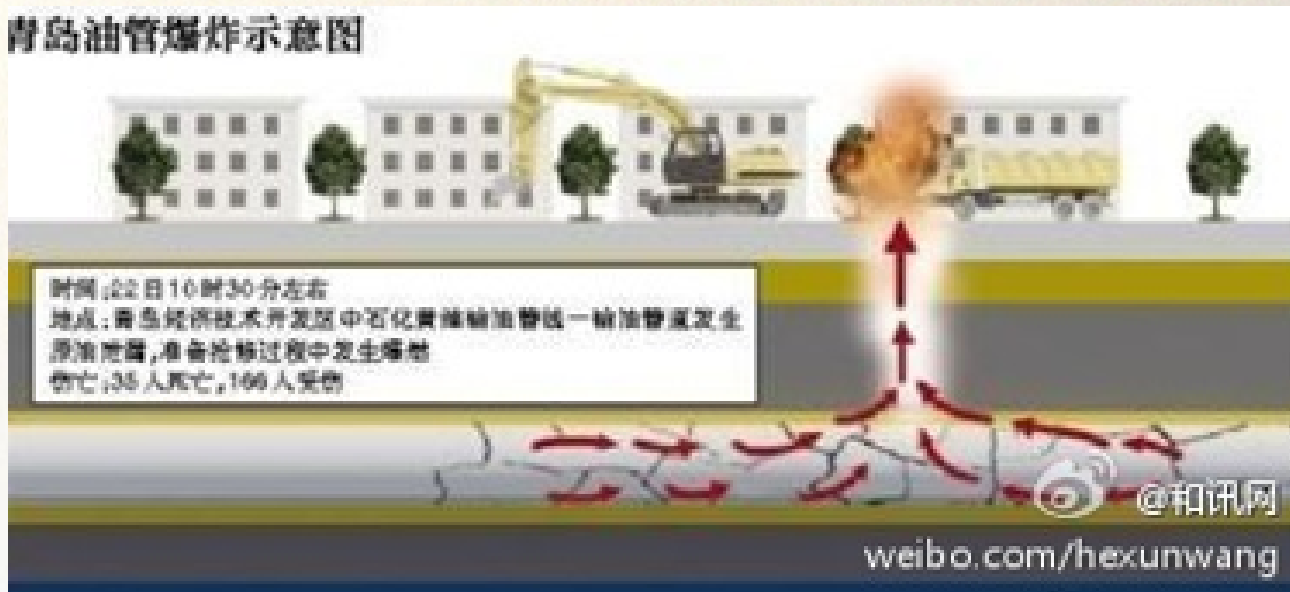 青岛油管爆炸示意图
时间:22日10时30分左右
地点:青岛经济技术开发区中石化黄潍输油管线一输油管道发生
原油泄漏,准备抢修过程中发生爆燃
伤亡:35人死亡,166人受伤
@和讯网
weibo.com/hexunwang